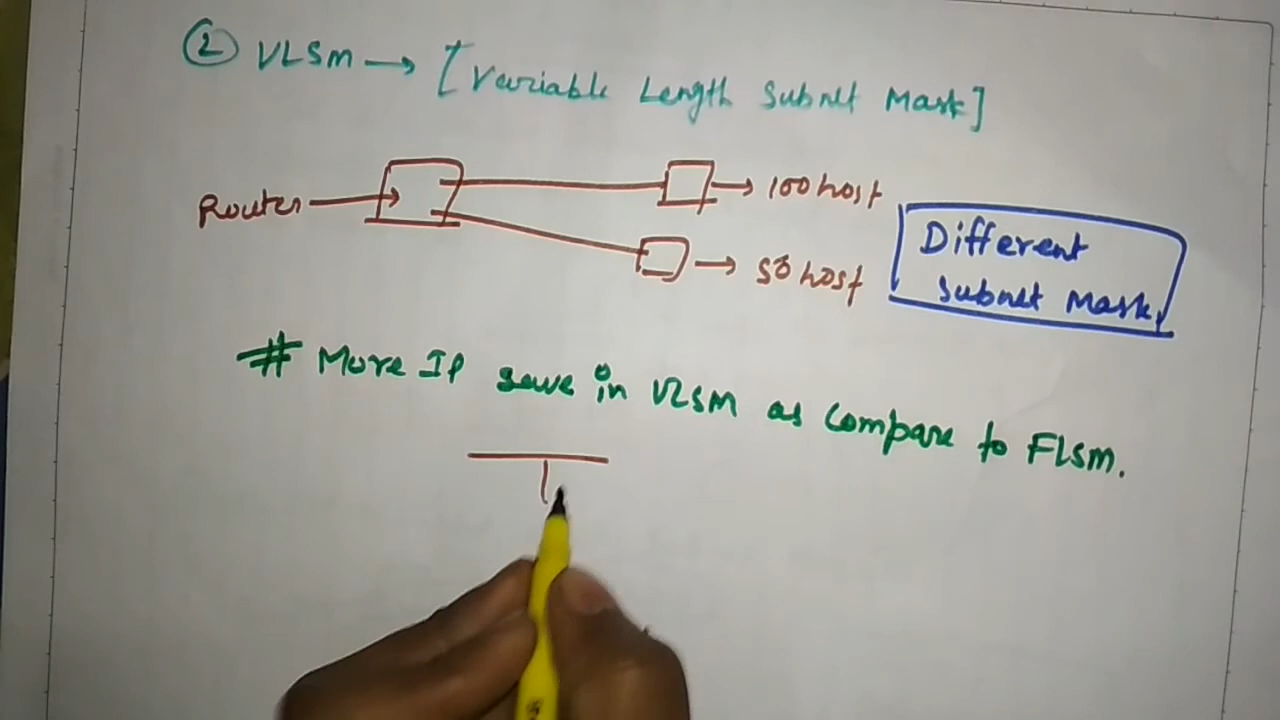 2 VLSM → [Variable Length Subnet Mask]
Router → → 100 host
→ 50 host
Different
Subnet Mask
# More IP save in VLSM as compare to FLSM.